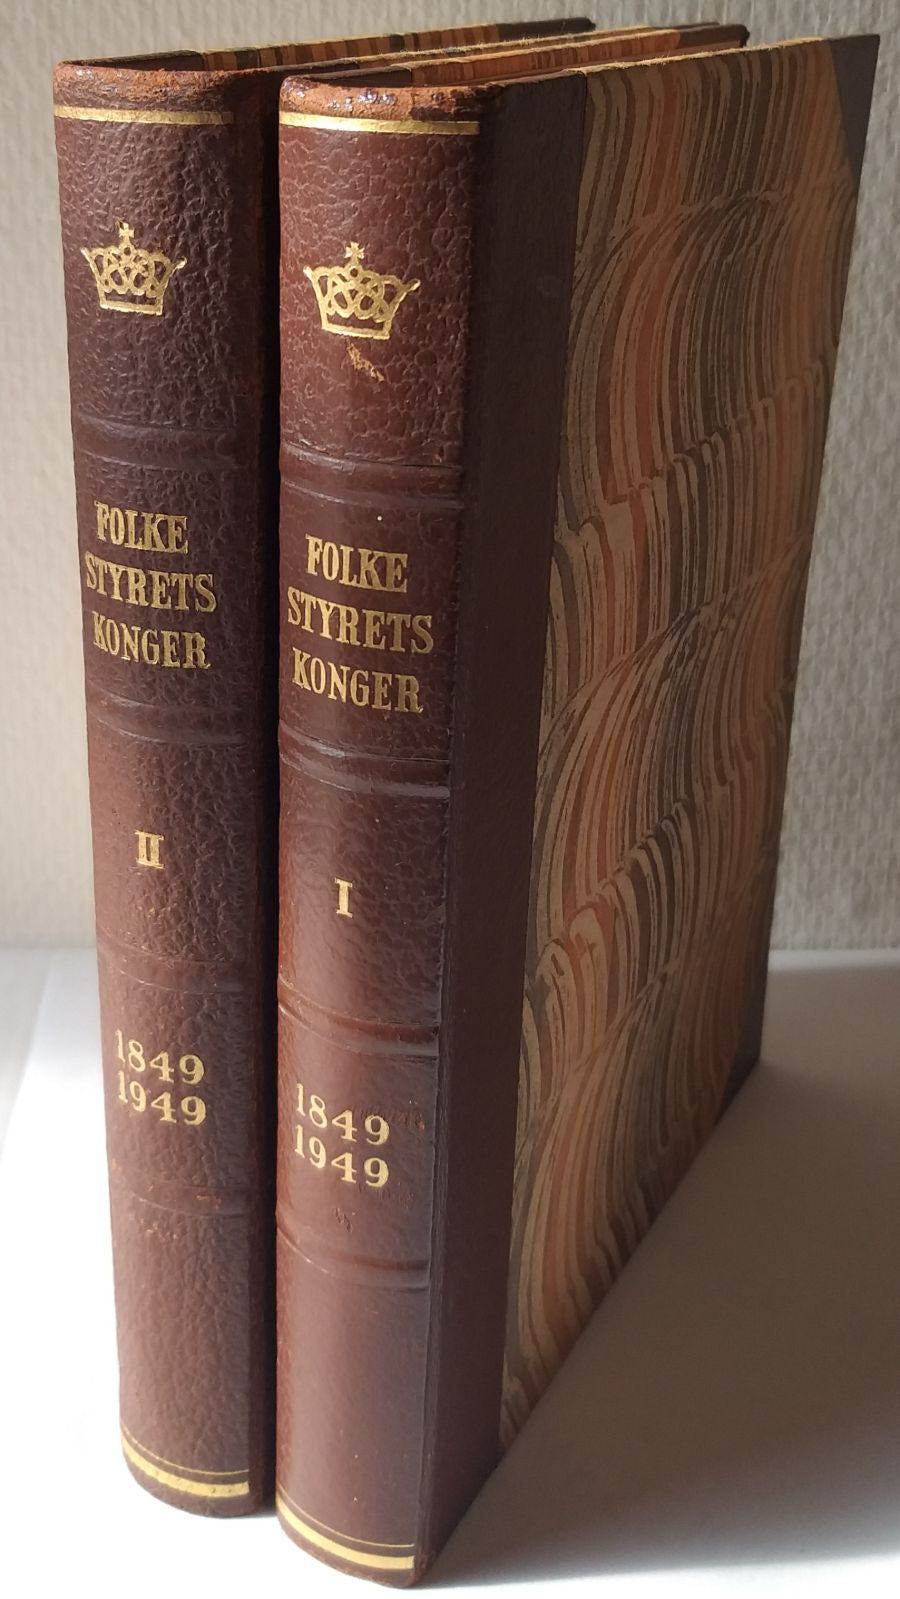 FOLKE
STYRETS
KONGER
II
1849
1949
FOLKE
STYRETS
KONGER
I
1849
1949